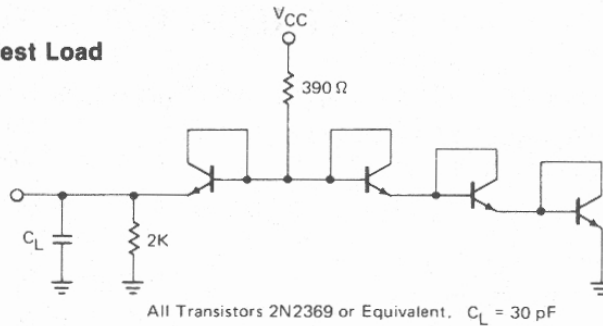 VCC
est Load
390 Ω
CL
2K
All Transistors 2N2369 or Equivalent. CL = 30 pF